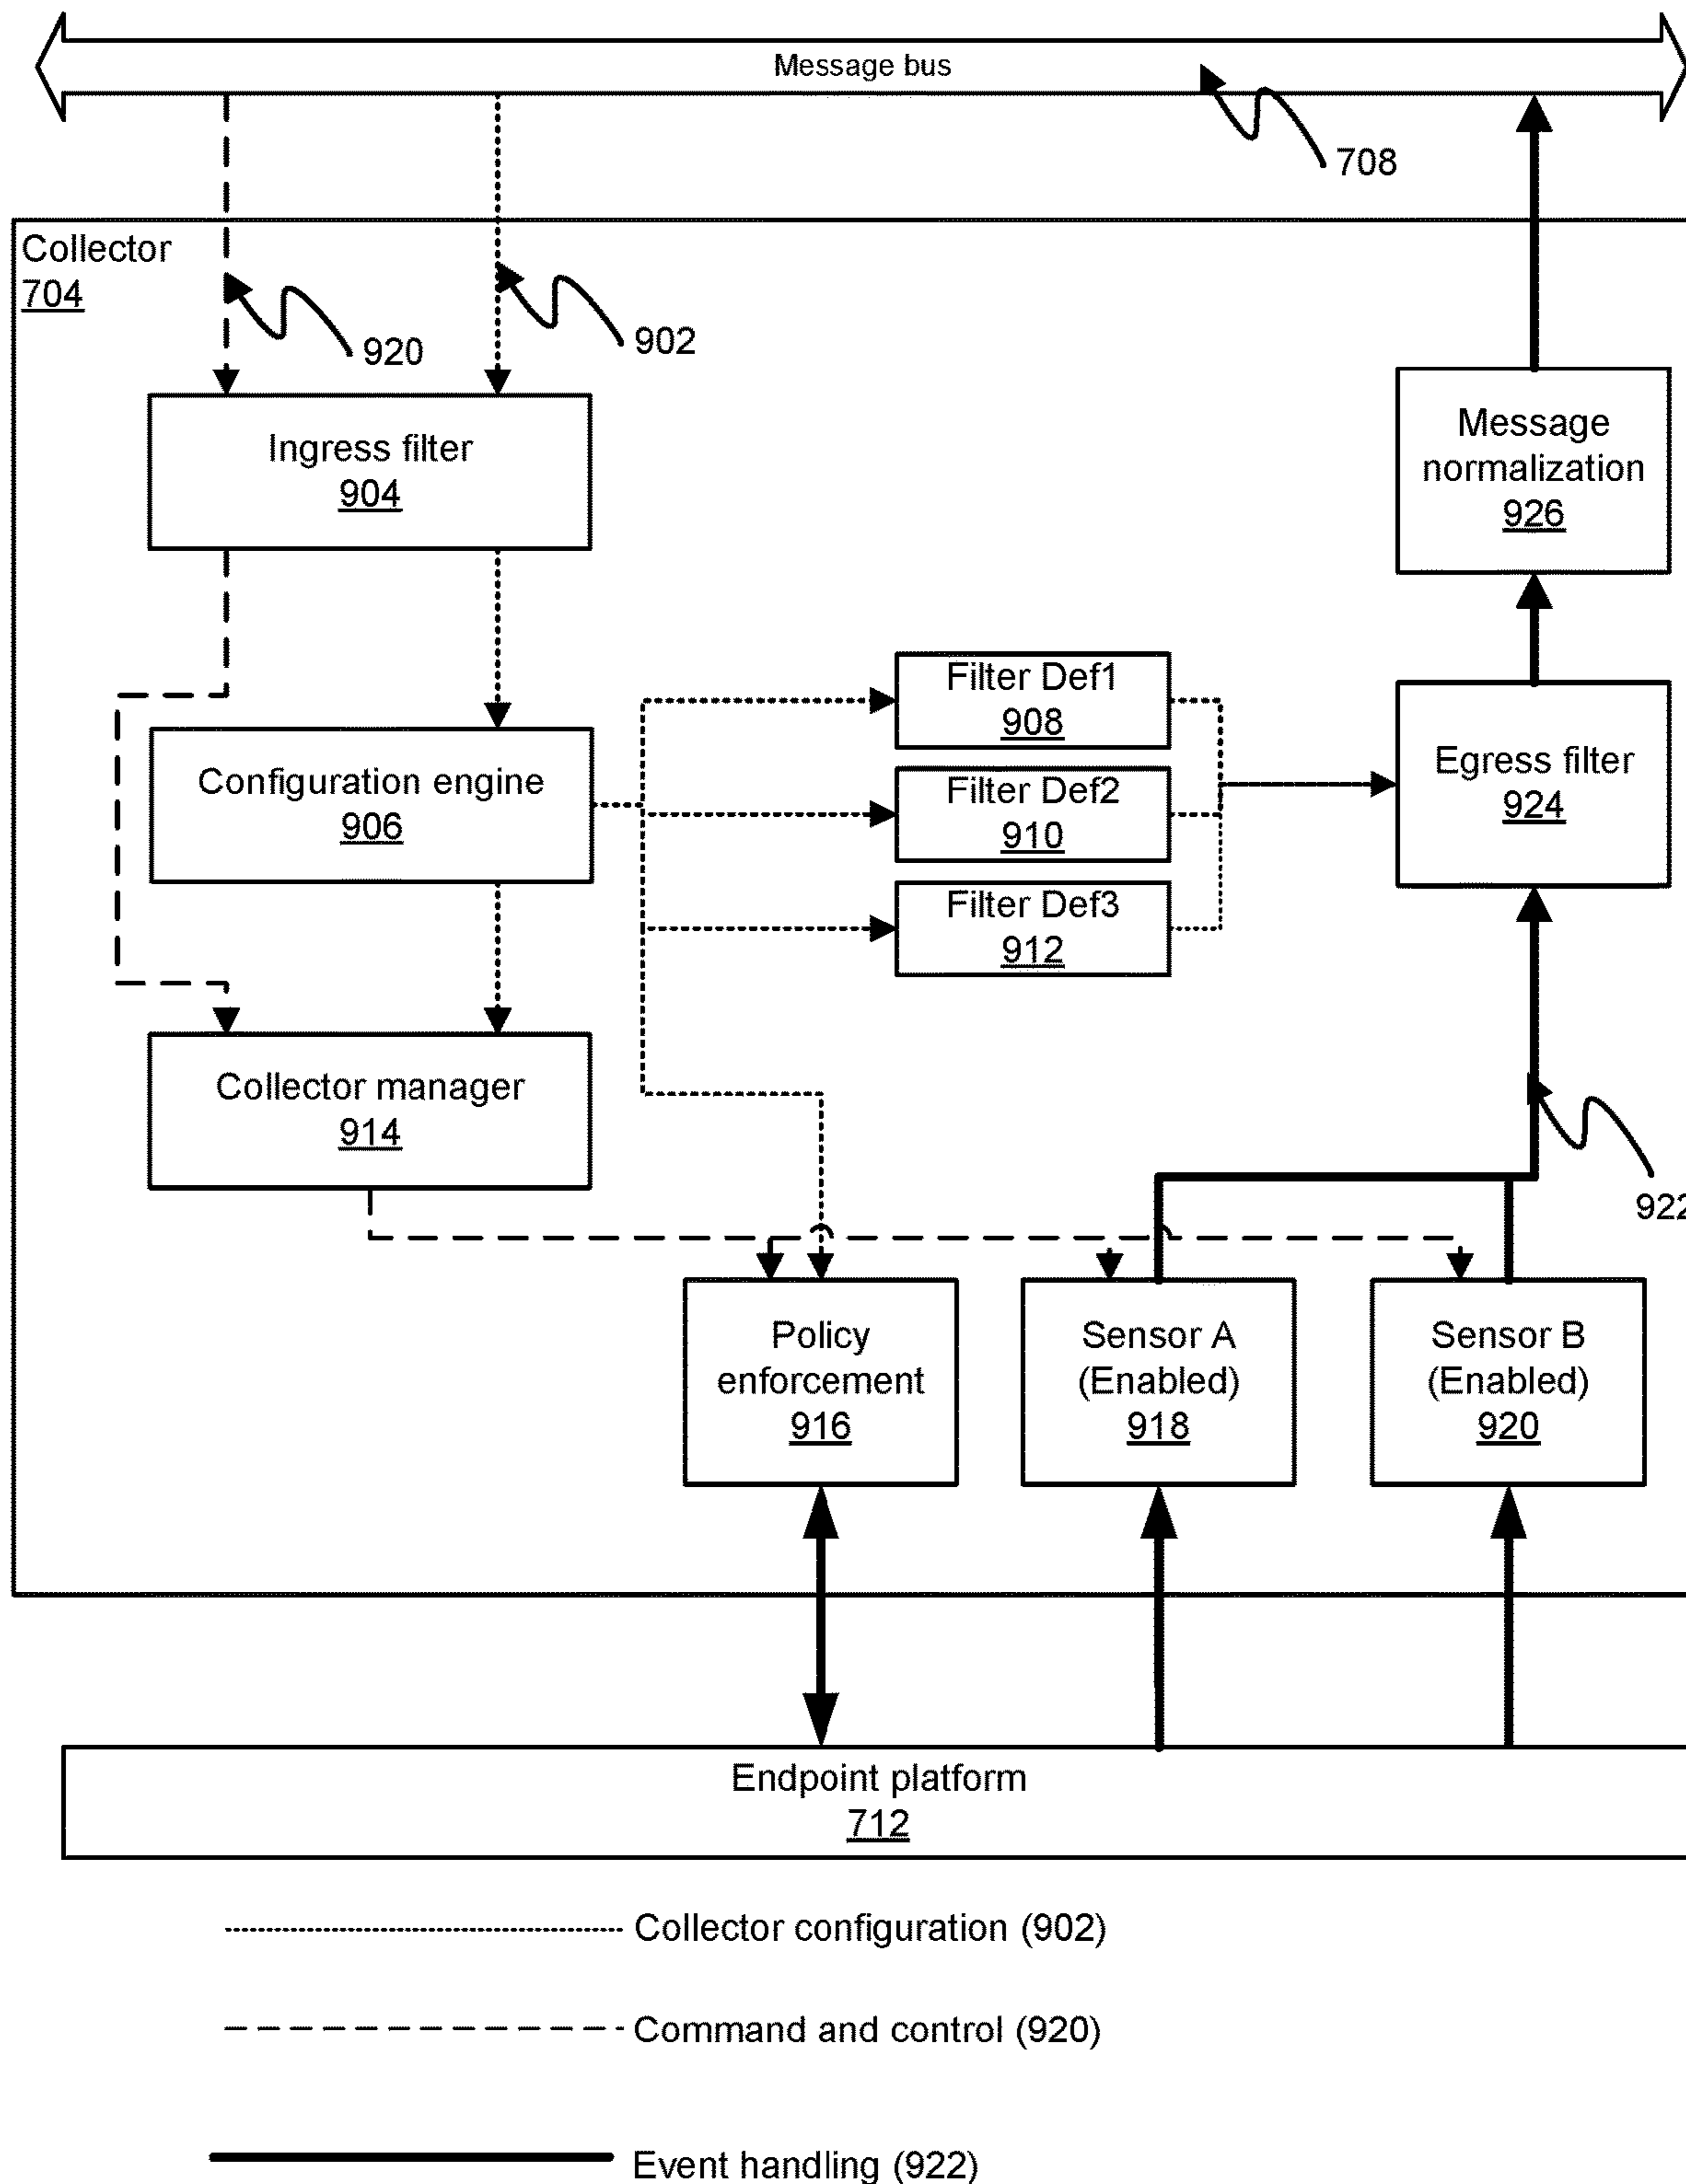 Message bus
708
Collector
704
920
902
Ingress filter
904
Message
normalization
926
Filter Def1
908
Configuration engine
906
Filter Def2
910
Egress filter
924
Filter Def3
912
Collector manager
914
922
Policy
enforcement
916
Sensor A
(Enabled)
918
Sensor B
(Enabled)
920
Endpoint platform
712
Collector configuration (902)
Command and control (920)
Event handling (922)